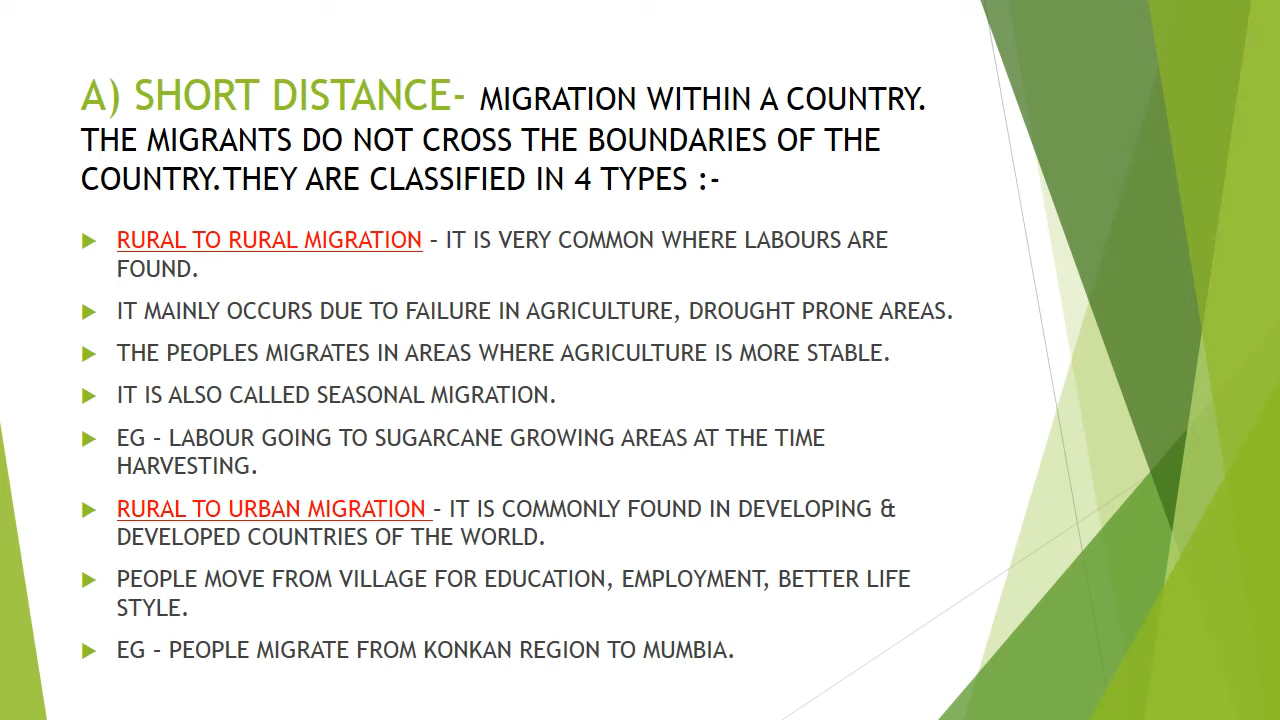 A) SHORT DISTANCE- MIGRATION WITHIN A COUNTRY.
THE MIGRANTS DO NOT CROSS THE BOUNDARIES OF THE
COUNTRY.THEY ARE CLASSIFIED IN 4 TYPES :-
RURAL TO RURAL MIGRATION – IT IS VERY COMMON WHERE LABOURS ARE
FOUND.
IT MAINLY OCCURS DUE TO FAILURE IN AGRICULTURE, DROUGHT PRONE AREAS.
THE PEOPLES MIGRATES IN AREAS WHERE AGRICULTURE IS MORE STABLE.
IT IS ALSO CALLED SEASONAL MIGRATION.
EG – LABOUR GOING TO SUGARCANE GROWING AREAS AT THE TIME
HARVESTING.
RURAL TO URBAN MIGRATION – IT IS COMMONLY FOUND IN DEVELOPING &
DEVELOPED COUNTRIES OF THE WORLD.
PEOPLE MOVE FROM VILLAGE FOR EDUCATION, EMPLOYMENT, BETTER LIFE
STYLE.
EG – PEOPLE MIGRATE FROM KONKAN REGION TO MUMBIA.